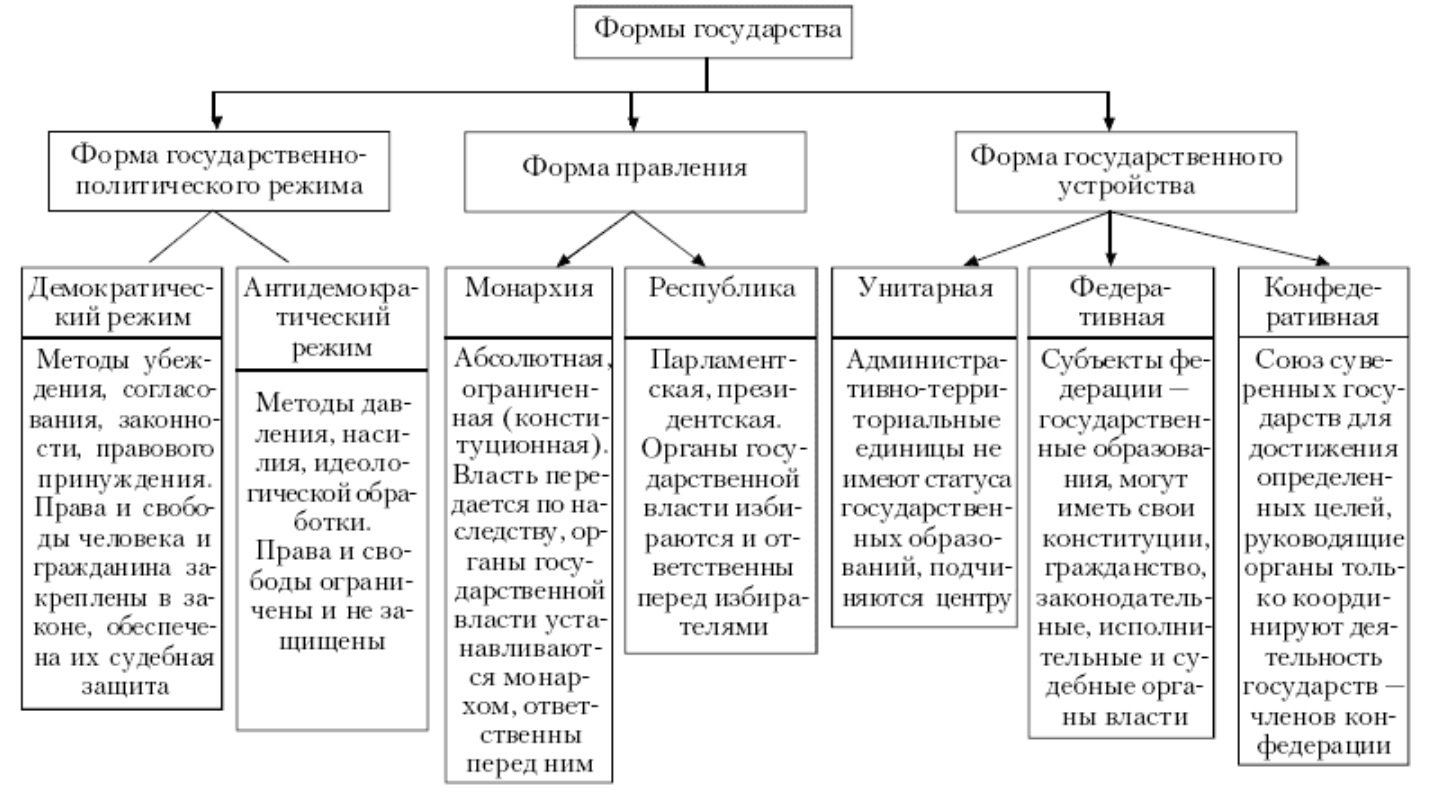 Формы государства
Форма государственно-
политического режима
Форма правления
Форма государственного
устройства
Демократичес-
кий режим
Методы убеж-
дения, согласо-
вания, законно-
сти, правового
принуждения.
Права и свобо-
ды человека и
гражданина за-
креплены в за-
коне, обеспече-
на их судебная
защита
Антидемокра-
тический
режим
Методы дав-
ления, наси-
лия, идеоло-
гической обра-
ботки.
Права и сво-
боды ограни-
чены и не за-
щищены
Монархия
Абсолютная,
ограничен-
ная (консти-
туционная).
Власть пере-
дается по на-
следству, ор-
ганы госу-
дарственной
власти уста-
навливают-
ся монар-
хом, ответ-
ственны
перед ним
Республика
Парламент-
ская, прези-
дентская.
Органы госу-
дарственной
власти изби-
раются и от-
ветственны
перед избира-
телями
Унитарная
Администра-
тивно-терри-
ториальные
единицы не
имеют статуса
государствен-
ных образо-
ваний, подчи-
няются центру
Федера-
тивная
Субъекты фе-
дерации —
государствен-
ные образова-
ния, могут
иметь свои
конституции,
гражданство,
законодатель-
ные, исполни-
тельные и су-
дебные орга-
ны власти
Конфеде-
ративная
Союз суве-
ренных госу-
дарств для
достижения
определен-
ных целей,
руководящие
органы толь-
ко коорди-
нируют дея-
тельность
государств —
членов кон-
федерации